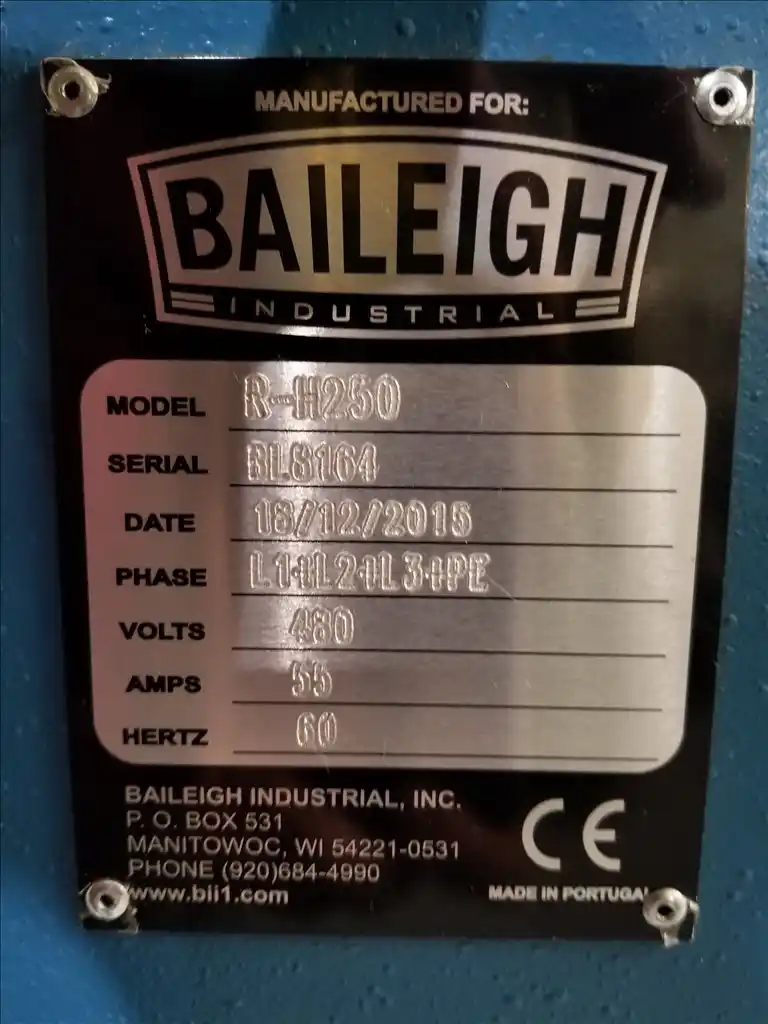 MANUFACTURED FOR:
BAILEIGH
INDUSTRIAL
MODEL R-H250
SERIAL BL8164
DATE 18/12/2015
PHASE L1+L2+L3+PE
VOLTS 480
AMPS 55
HERTZ 60
BAILEIGH INDUSTRIAL, INC.
P. O. BOX 531
MANITOWOC, WI 54221-0531
PHONE (920)684-4990
www.bii1.com
CE
MADE IN PORTUGAL